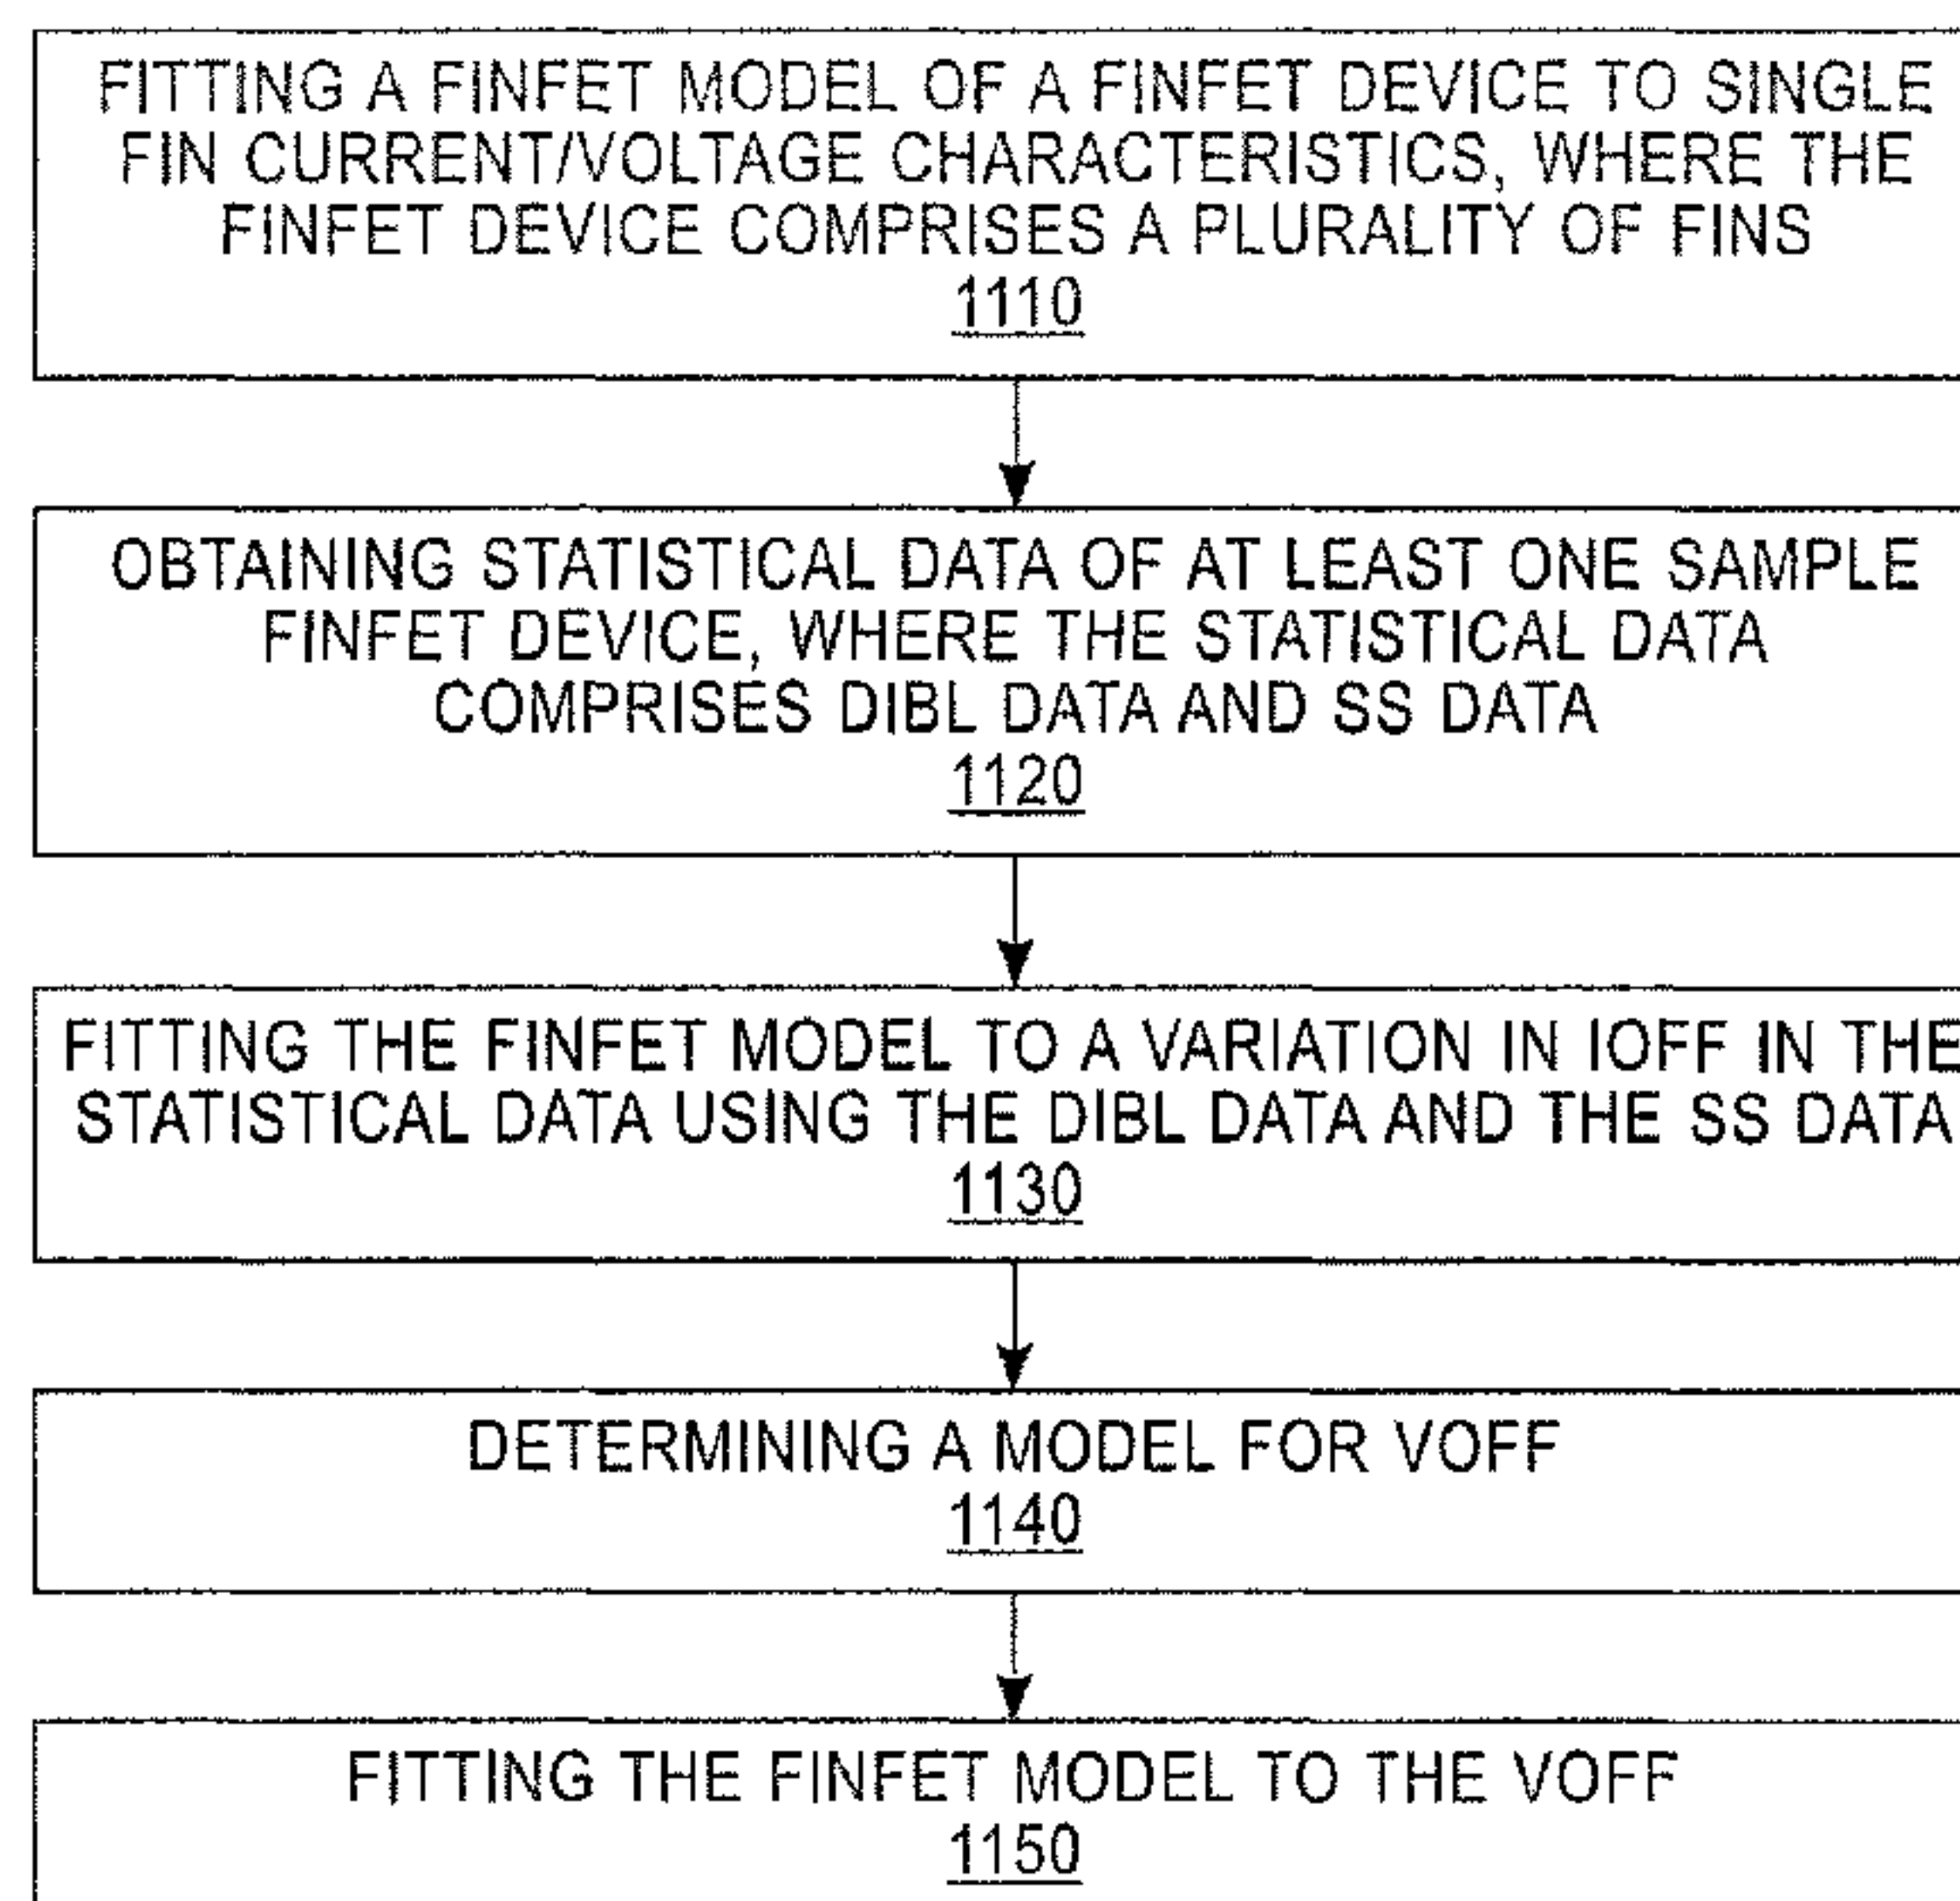 FITTING A FINFET MODEL OF A FINFET DEVICE TO SINGLE
FIN CURRENT/VOLTAGE CHARACTERISTICS, WHERE THE
FINFET DEVICE COMPRISES A PLURALITY OF FINS
1110
OBTAINING STATISTICAL DATA OF AT LEAST ONE SAMPLE
FINFET DEVICE, WHERE THE STATISTICAL DATA
COMPRISES DIBL DATA AND SS DATA
1120
FITTING THE FINFET MODEL TO A VARIATION IN IOFF IN THE
STATISTICAL DATA USING THE DIBL DATA AND THE SS DATA
1130
DETERMINING A MODEL FOR VOFF
1140
FITTING THE FINFET MODEL TO THE VOFF
1150